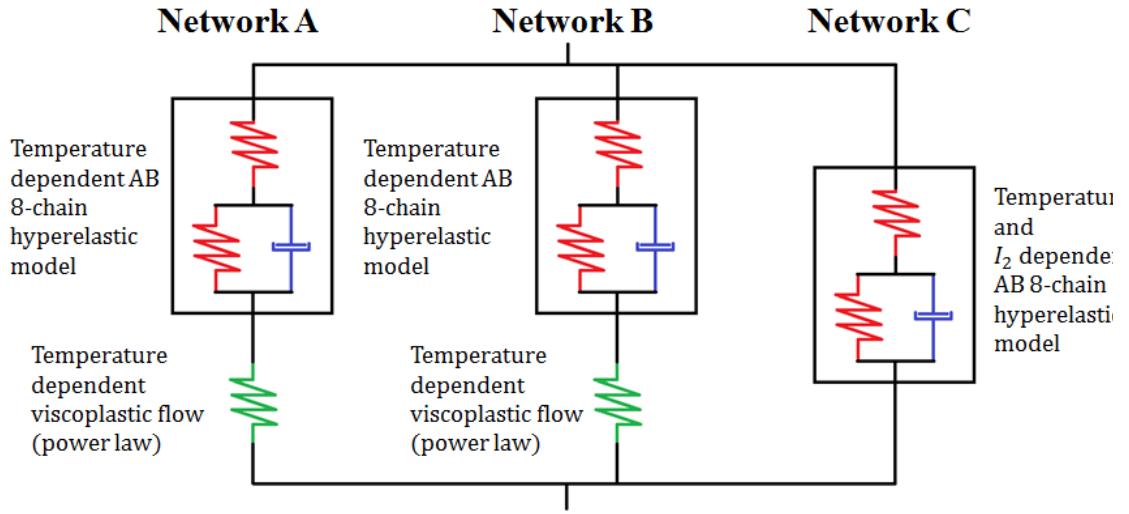 Network A
Network B
Network C
Temperature
dependent AB
8-chain
hyperelastic
model
Temperature
dependent AB
8-chain
hyperelastic
model
and
I₂
AB 8-chain
model
Temperature
dependent
viscoplastic flow
(power law)
Temperature
dependent
viscoplastic flow
(power law)